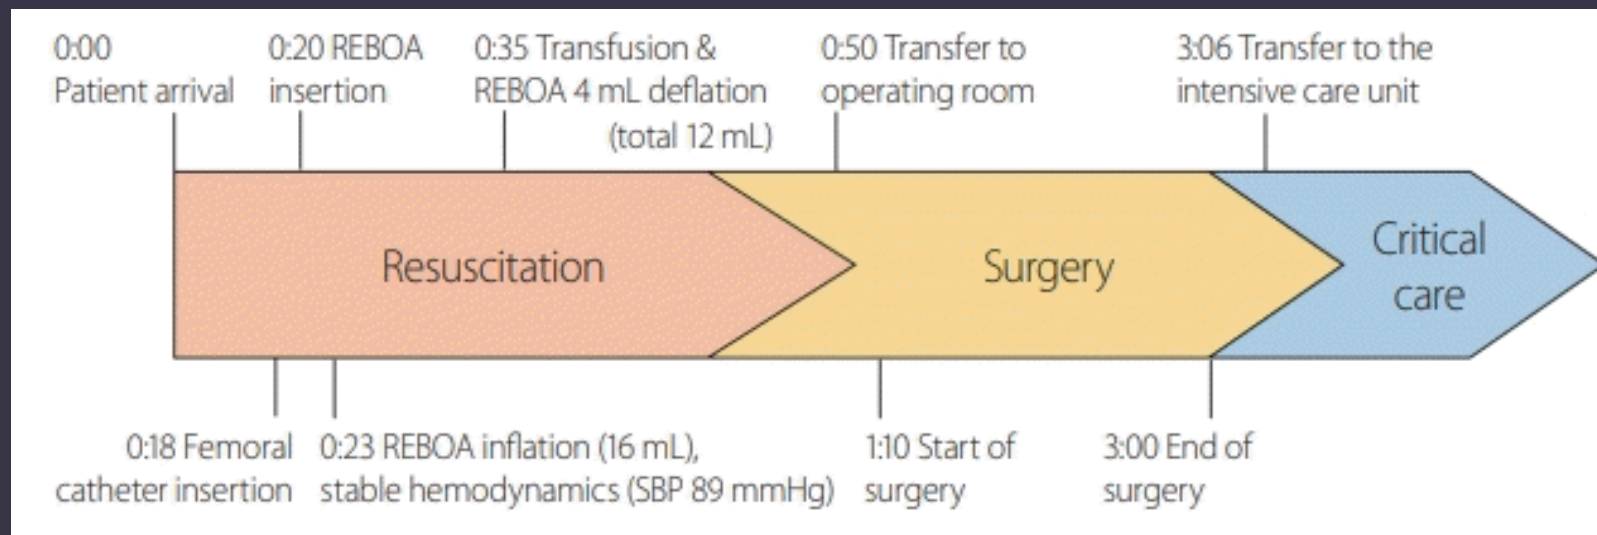 0:00
Patient arrival
0:20 REBOA
insertion
0:35 Transfusion &
REBOA 4 mL deflation
(total 12 mL)
0:50 Transfer to
operating room
3:06 Transfer to the
intensive care unit
Resuscitation
Surgery
Critical
care
0:18 Femoral
catheter insertion
0:23 REBOA inflation (16 mL),
stable hemodynamics (SBP 89 mmHg)
1:10 Start of
surgery
3:00 End of
surgery